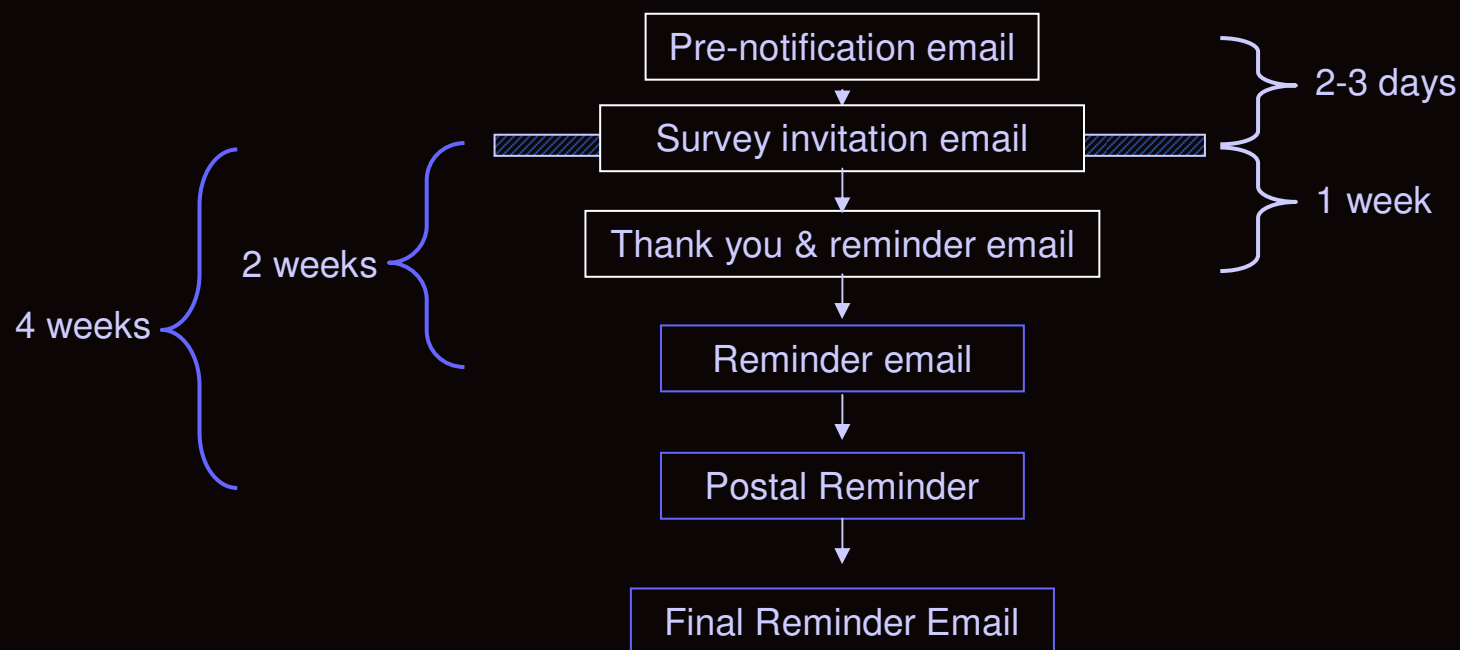 Pre-notification email
2-3 days
Survey invitation email
1 week
Thank you & reminder email
2 weeks
4 weeks
Reminder email
Postal Reminder
Final Reminder Email